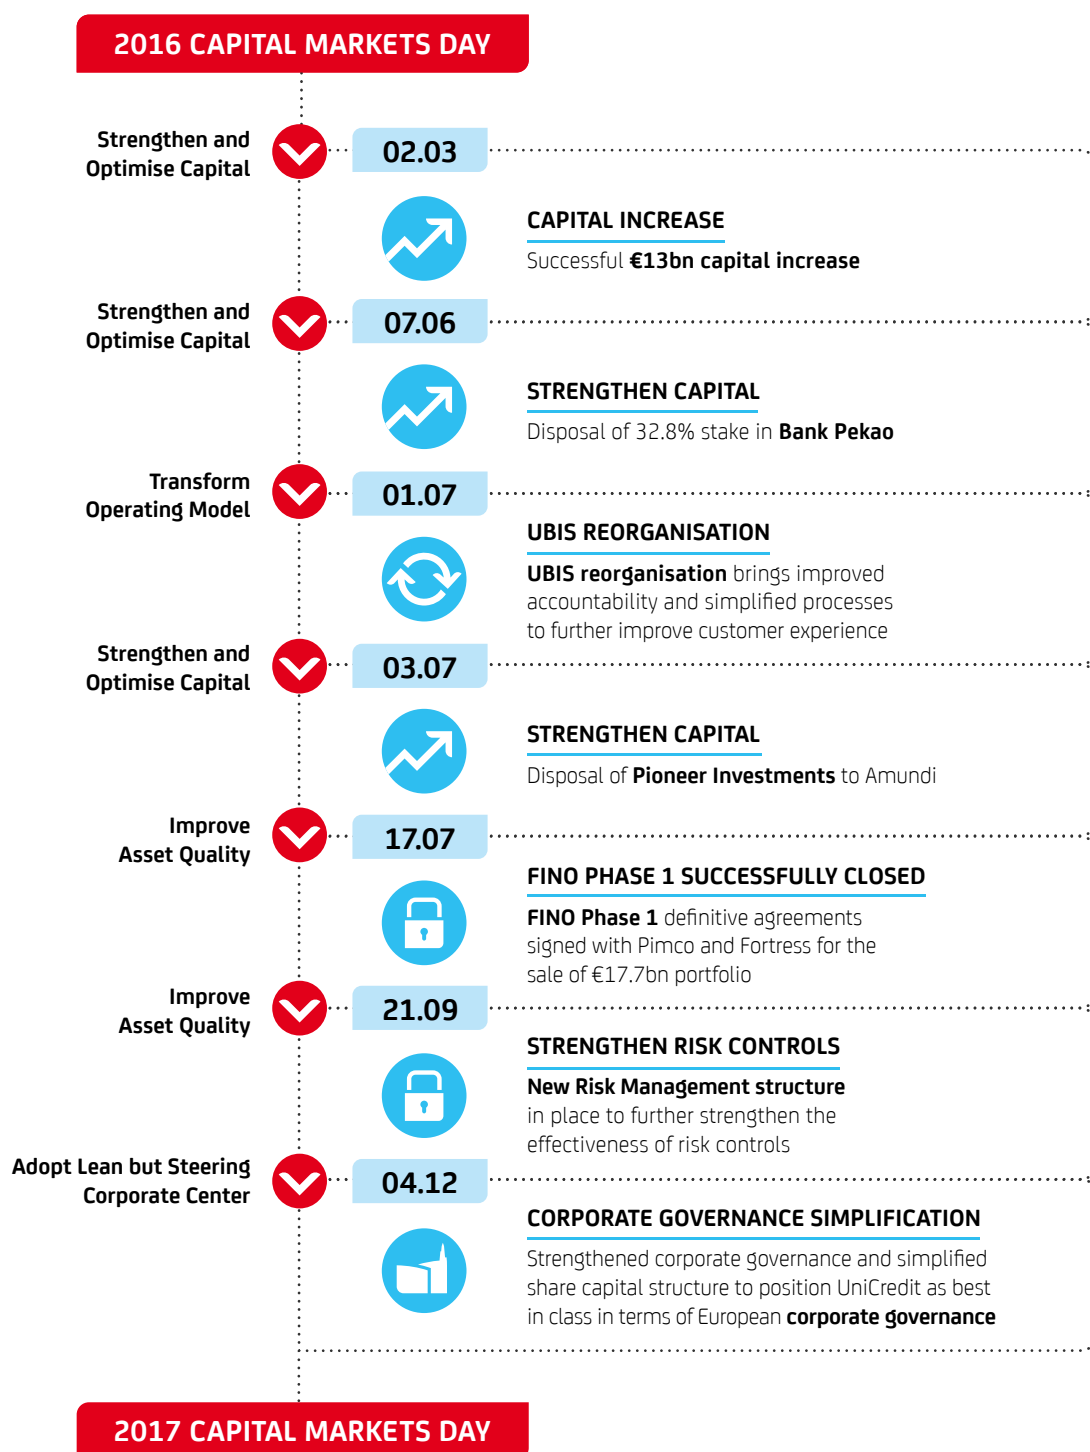 2016 CAPITAL MARKETS DAY
Strengthen and
Optimise Capital
02.03
CAPITAL INCREASE
Successful €13bn capital increase
Strengthen and
Optimise Capital
07.06
STRENGTHEN CAPITAL
Disposal of 32.8% stake in Bank Pekao
Transform
Operating Model
01.07
UBIS REORGANISATION
UBIS reorganisation brings improved
accountability and simplified processes
to further improve customer experience
Strengthen and
Optimise Capital
03.07
STRENGTHEN CAPITAL
Disposal of Pioneer Investments to Amundi
Improve
Asset Quality
17.07
FINO PHASE 1 SUCCESSFULLY CLOSED
FINO Phase 1 definitive agreements
signed with Pimco and Fortress for the
sale of €17.7bn portfolio
Improve
Asset Quality
21.09
STRENGTHEN RISK CONTROLS
New Risk Management structure
in place to further strengthen the
effectiveness of risk controls
Adopt Lean but Steering
Corporate Center
04.12
CORPORATE GOVERNANCE SIMPLIFICATION
Strengthened corporate governance and simplified
share capital structure to position UniCredit as best
in class in terms of European corporate governance
2017 CAPITAL MARKETS DAY